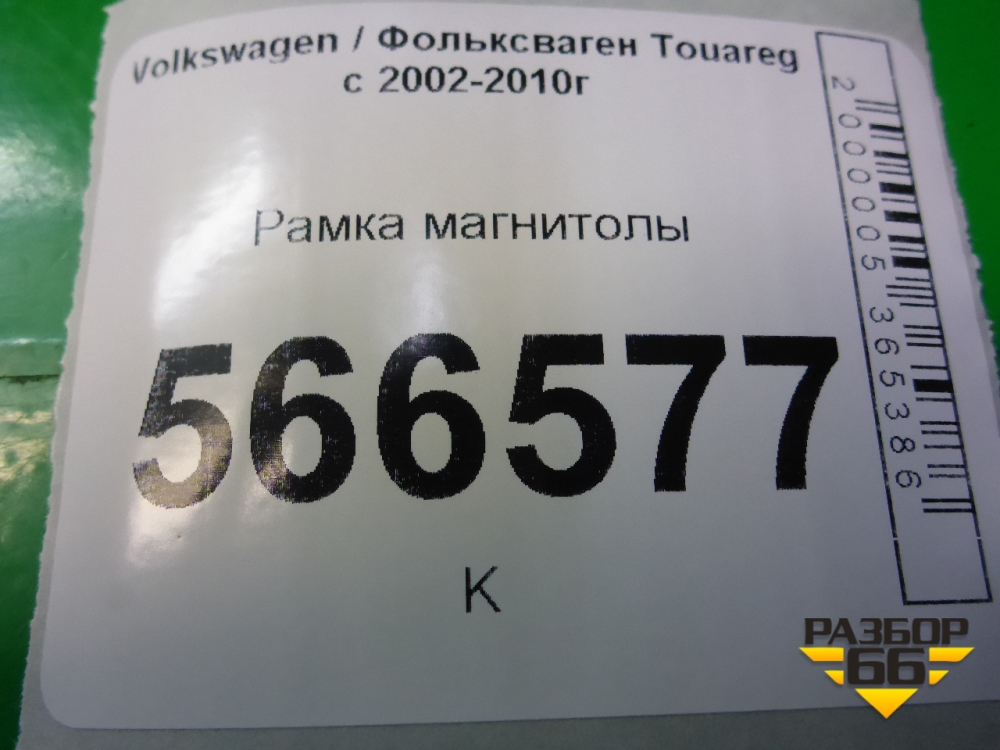 Volkswagen / Фольксваген Touareg
с 2002-2010г
Рамка магнитолы
566577
К
2000005365386
РАЗБОР
66